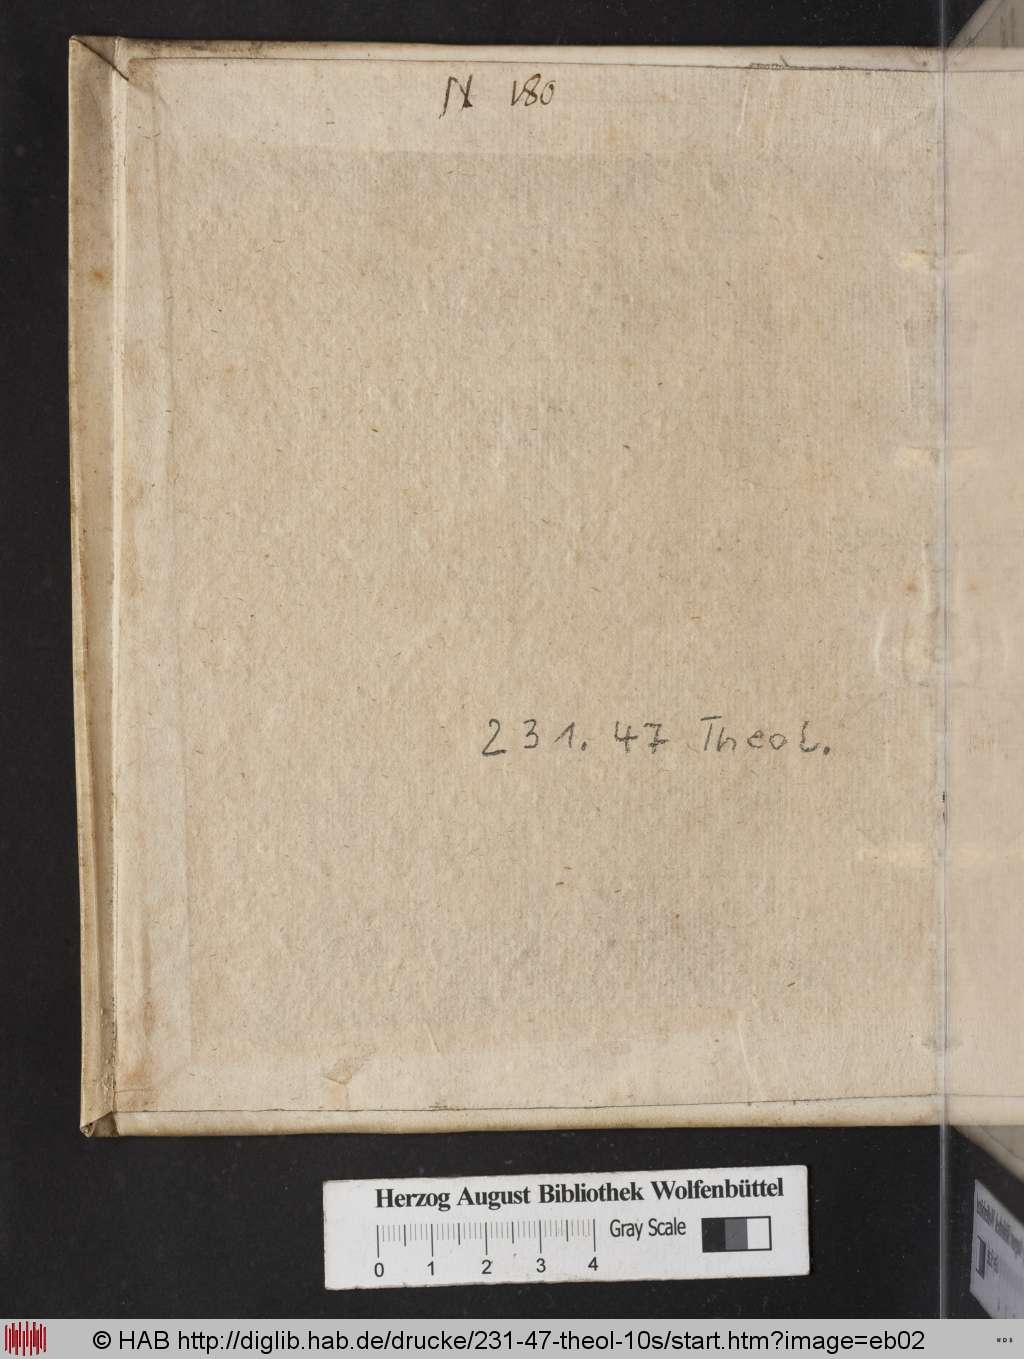 N 180
231. 47 Theol.
Herzog August Bibliothek Wolfenbüttel
Gray Scale
0 1 2 3 4
© HAB http://diglib.hab.de/drucke/231-47-theol-10s/start.htm?image=eb02